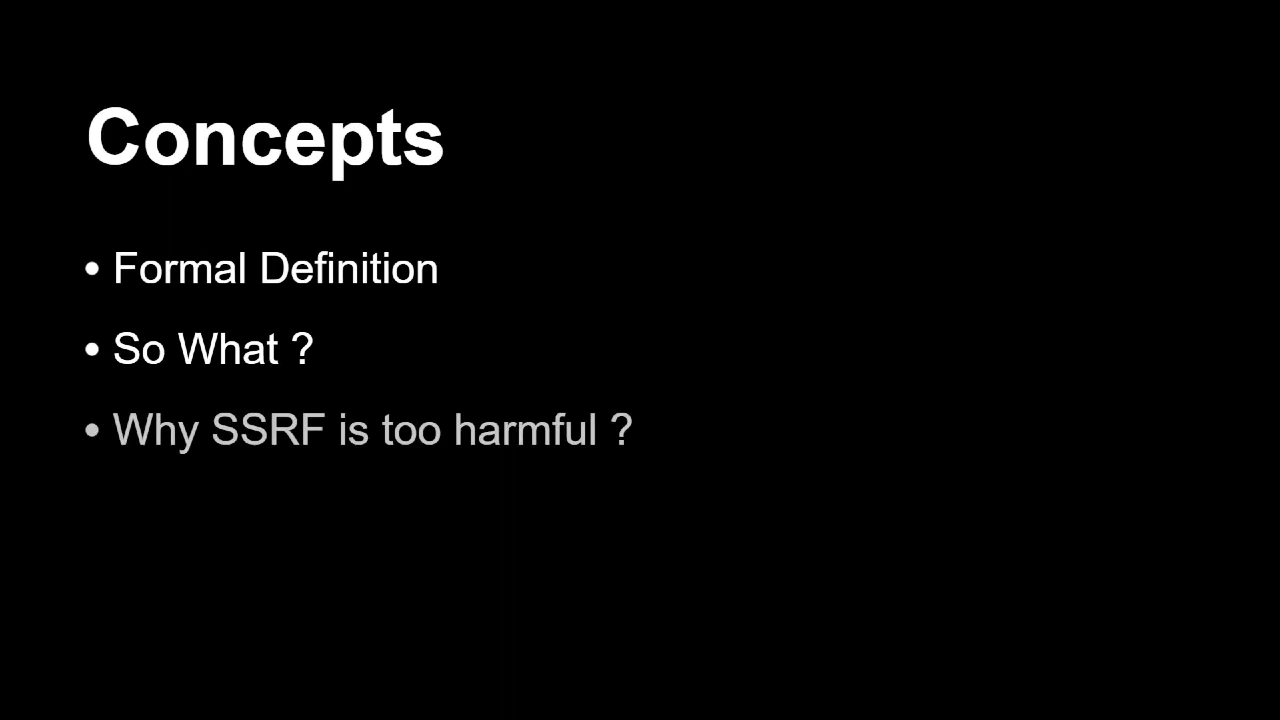 Concepts
• Formal Definition
• So What ?
• Why SSRF is too harmful ?